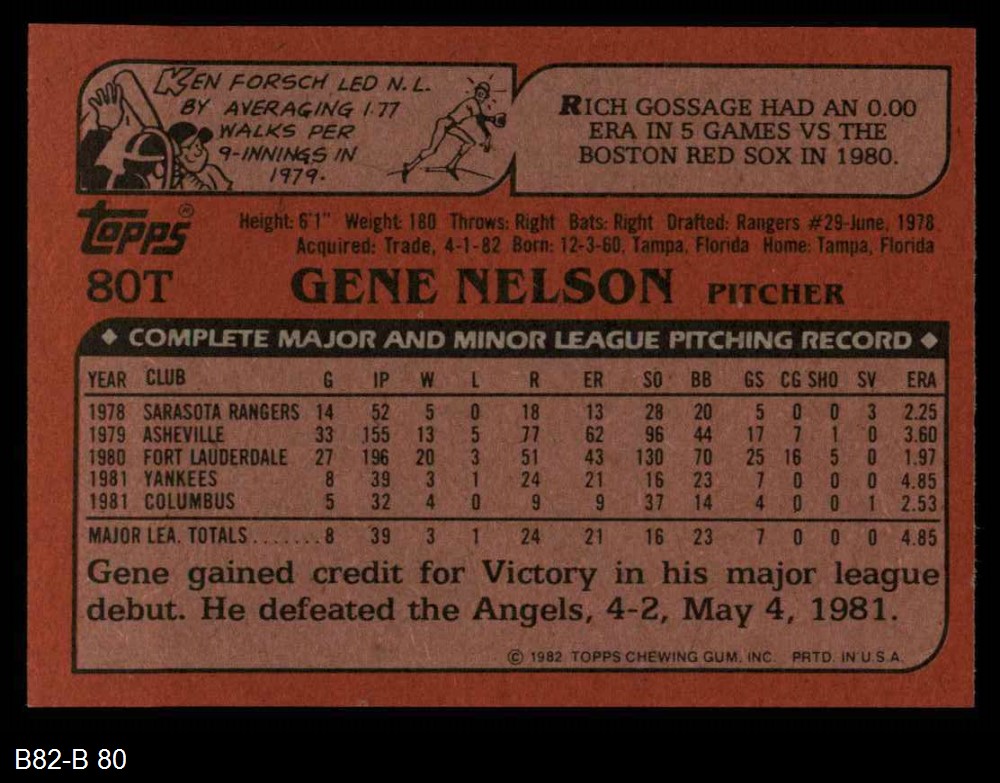 KEN FORSCH LED N.L.
BY AVERAGING 1.77
WALKS PER
9-INNINGS IN
1979.
RICH GOSSAGE HAD AN 0.00
ERA IN 5 GAMES VS THE
BOSTON RED SOX IN 1980.
Topps®
Height: 6'1" Weight: 180 Throws: Right Bats: Right Drafted: Rangers #29-June, 1978
Acquired: Trade, 4-1-82 Born: 12-3-60, Tampa, Florida Home: Tampa, Florida
80T GENE NELSON PITCHER
◆ COMPLETE MAJOR AND MINOR LEAGUE PITCHING RECORD ◆
YEAR CLUB G IP W L R ER SO BB GS CG SHO SV ERA
1978 SARASOTA RANGERS 14 52 5 0 18 13 28 20 5 0 0 3 2.25
1979 ASHEVILLE 33 155 13 5 77 62 96 44 17 7 1 0 3.60
1980 FORT LAUDERDALE 27 196 20 3 51 43 130 70 25 16 5 0 1.97
1981 YANKEES 8 39 3 1 24 21 16 23 7 0 0 0 4.85
1981 COLUMBUS 5 32 4 0 9 9 37 14 4 0 0 1 2.53
MAJOR LEA. TOTALS.......8 39 3 1 24 21 16 23 7 0 0 0 4.85
Gene gained credit for Victory in his major league
debut. He defeated the Angels, 4-2, May 4, 1981.
© 1982 TOPPS CHEWING GUM, INC. PRTD. IN U.S.A.
B82-B 80